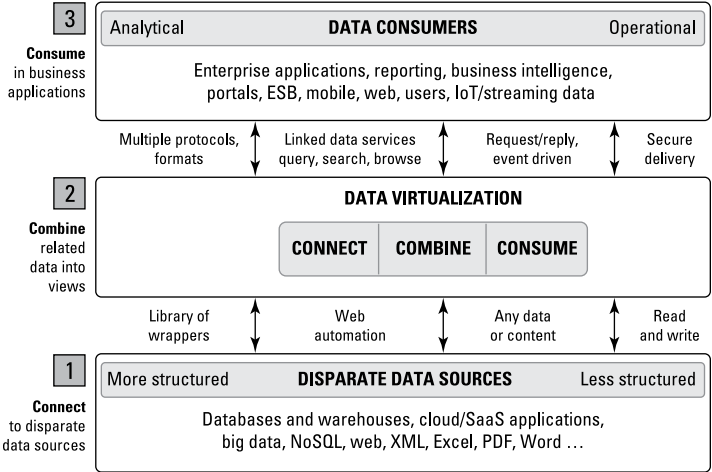 3
Consume
in business
applications
Analytical DATA CONSUMERS Operational
Enterprise applications, reporting, business intelligence,
portals, ESB, mobile, web, users, IoT/streaming data
Multiple protocols,
formats
Linked data services
query, search, browse
Request/reply,
event driven
Secure
delivery
2
Combine
related
data into
views
DATA VIRTUALIZATION
CONNECT COMBINE CONSUME
Library of
wrappers
Web
automation
Any data
or content
Read
and write
1
Connect
to disparate
data sources
More structured DISPARATE DATA SOURCES Less structured
Databases and warehouses, cloud/SaaS applications,
big data, NoSQL, web, XML, Excel, PDF, Word ...